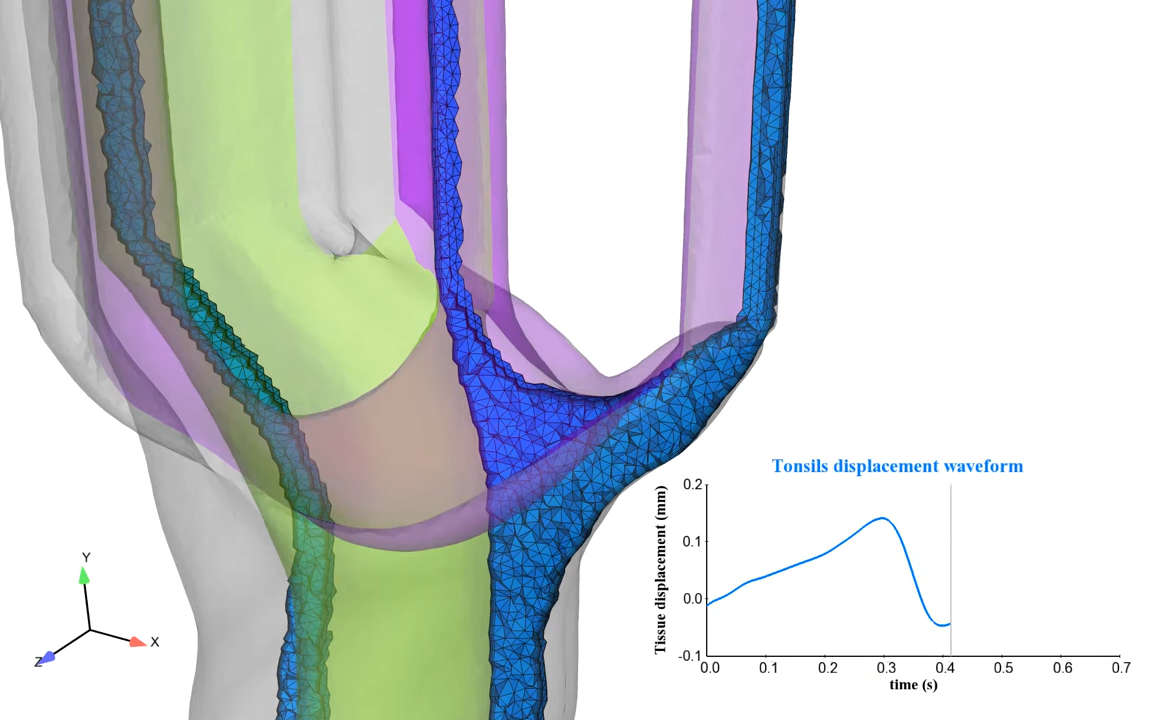 Tonsils displacement waveform
Tissue displacement (mm)
0.2
0.1
0.0
-0.1
0.0 0.1 0.2 0.3 0.4 0.5 0.6 0.7
time (s)
Y
X
Z